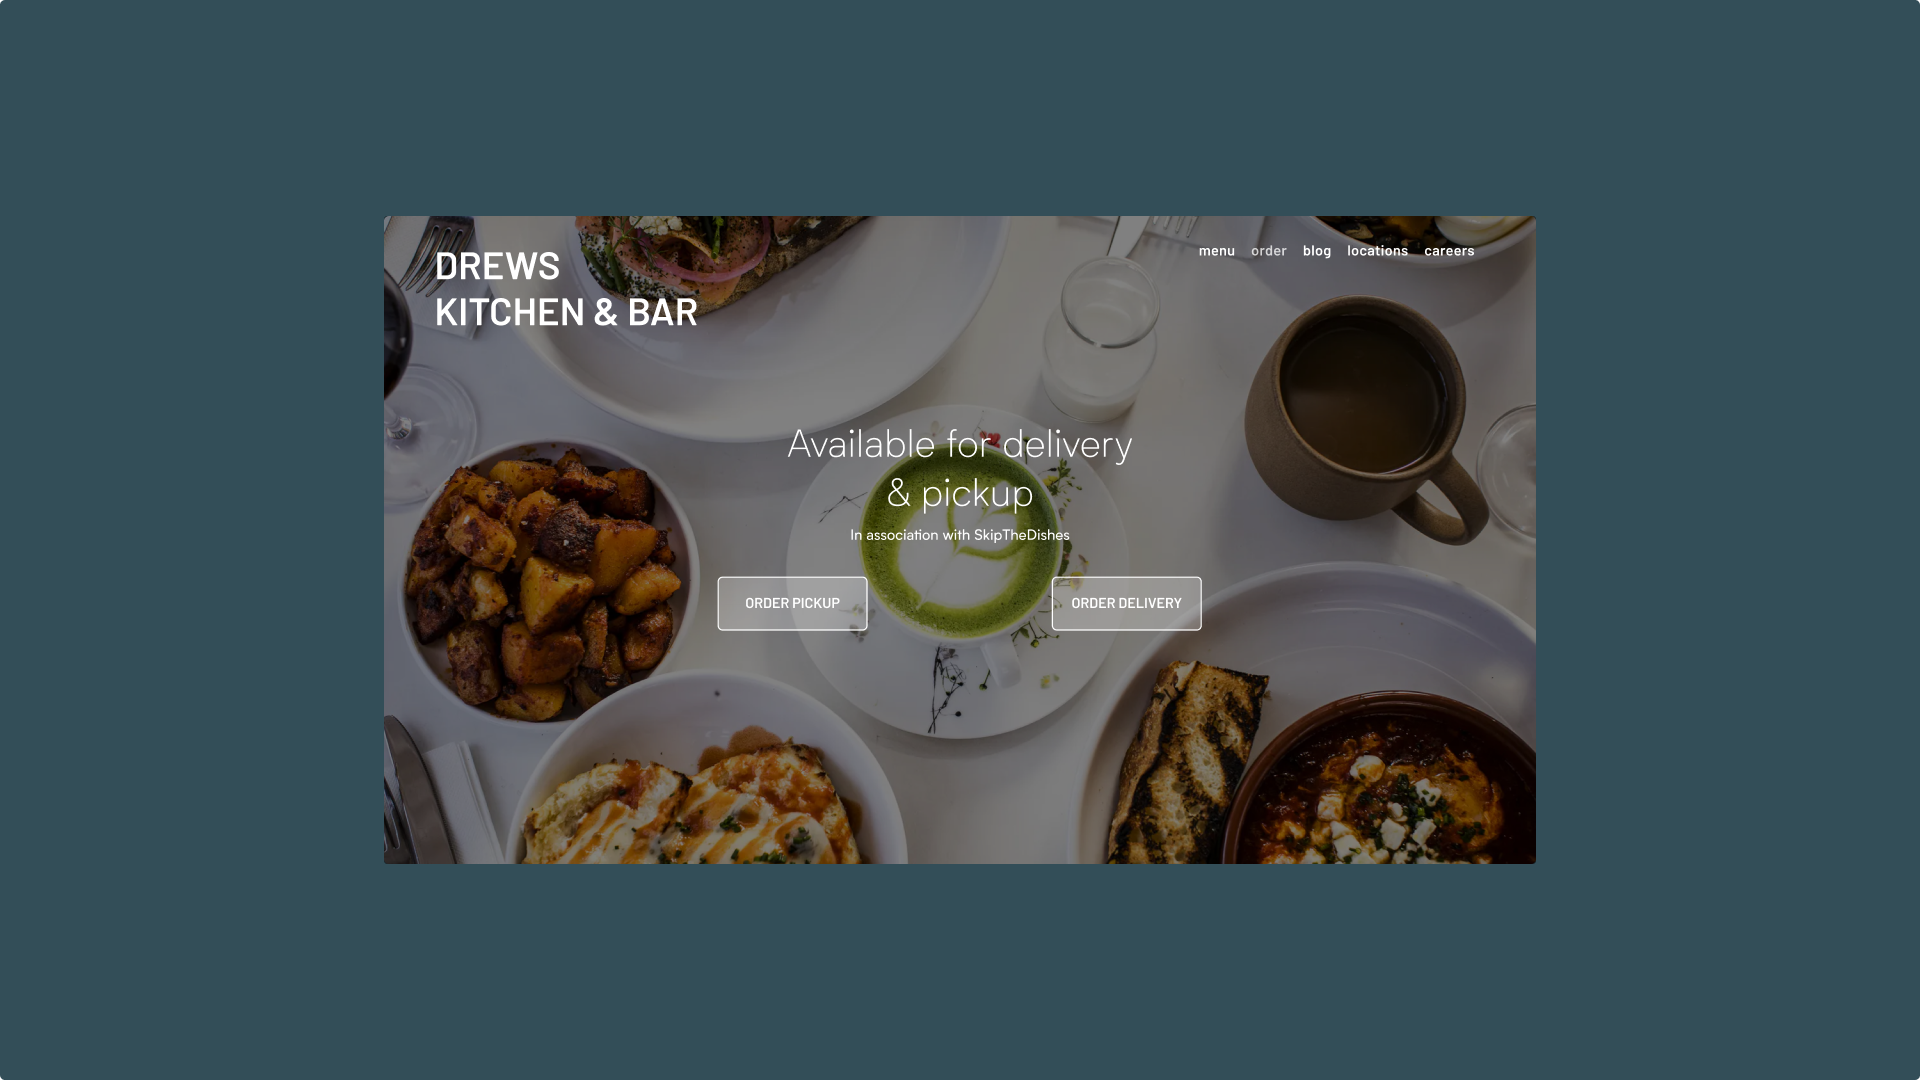 DREWS
KITCHEN & BAR
menu order blog locations careers
Available for delivery
& pickup
In association with SkipTheDishes
ORDER PICKUP
ORDER DELIVERY